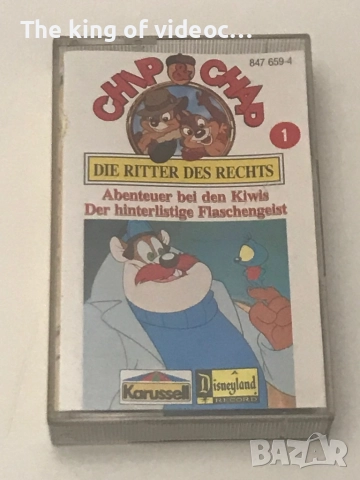 The king of videoc...
847 659-4
CHIP & CHAP
1
DIE RITTER DES RECHTS
Abenteuer bei den Kiwis
Der hinterlistige Flaschengeist
Karussell
Disneyland
RECORD
BAZAR